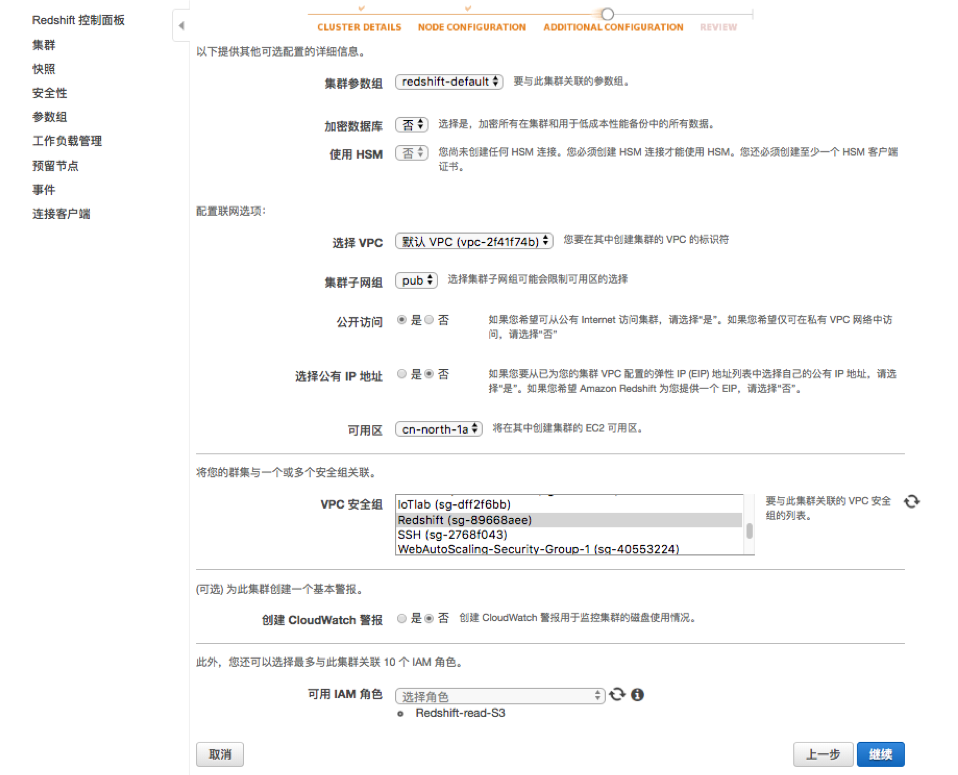 Redshift 控制面板
集群
快照
安全性
参数组
工作负载管理
预留节点
事件
连接客户端
CLUSTER DETAILS NODE CONFIGURATION ADDITIONAL CONFIGURATION REVIEW
以下提供其他可选配置的详细信息。
集群参数组 redshift-default 要与此集群关联的参数组。
加密数据库 否 选择是，加密所有在集群和用于低成本性能备份中的所有数据。
使用 HSM 否 您尚未创建任何 HSM 连接。您必须创建 HSM 连接才能使用 HSM。您还必须创建至少一个 HSM 客户端
证书。
配置联网选项:
选择 VPC 默认 VPC (vpc-2f41f74b) 您要在其中创建集群的 VPC 的标识符
集群子网组 pub 选择集群子网组可能会限制可用区的选择
公开访问 是 否 如果您希望可从公有 Internet 访问集群，请选择“是”。如果您希望仅可在私有 VPC 网络中访
问，请选择“否”
选择公有 IP 地址 是 否 如果您要从已为您的集群 VPC 配置的弹性 IP (EIP) 地址列表中选择自己的公有 IP 地址，请选
择“是”。如果您希望 Amazon Redshift 为您提供一个 EIP，请选择“否”。
可用区 cn-north-1a 将在其中创建集群的 EC2 可用区。
将您的群集与一个或多个安全组关联。
VPC 安全组 IoTlab (sg-dff2f6bb) 要与此集群关联的 VPC 安全
组的列表。
Redshift (sg-89668aee)
SSH (sg-2768f043)
WebAutoScaling-Security-Group-1 (sg-40553224)
(可选) 为此集群创建一个基本警报。
创建 CloudWatch 警报 是 否 创建 CloudWatch 警报用于监控集群的磁盘使用情况。
此外，您还可以选择最多与此集群关联 10 个 IAM 角色。
可用 IAM 角色 选择角色
Redshift-read-S3
取消 上一步 继续